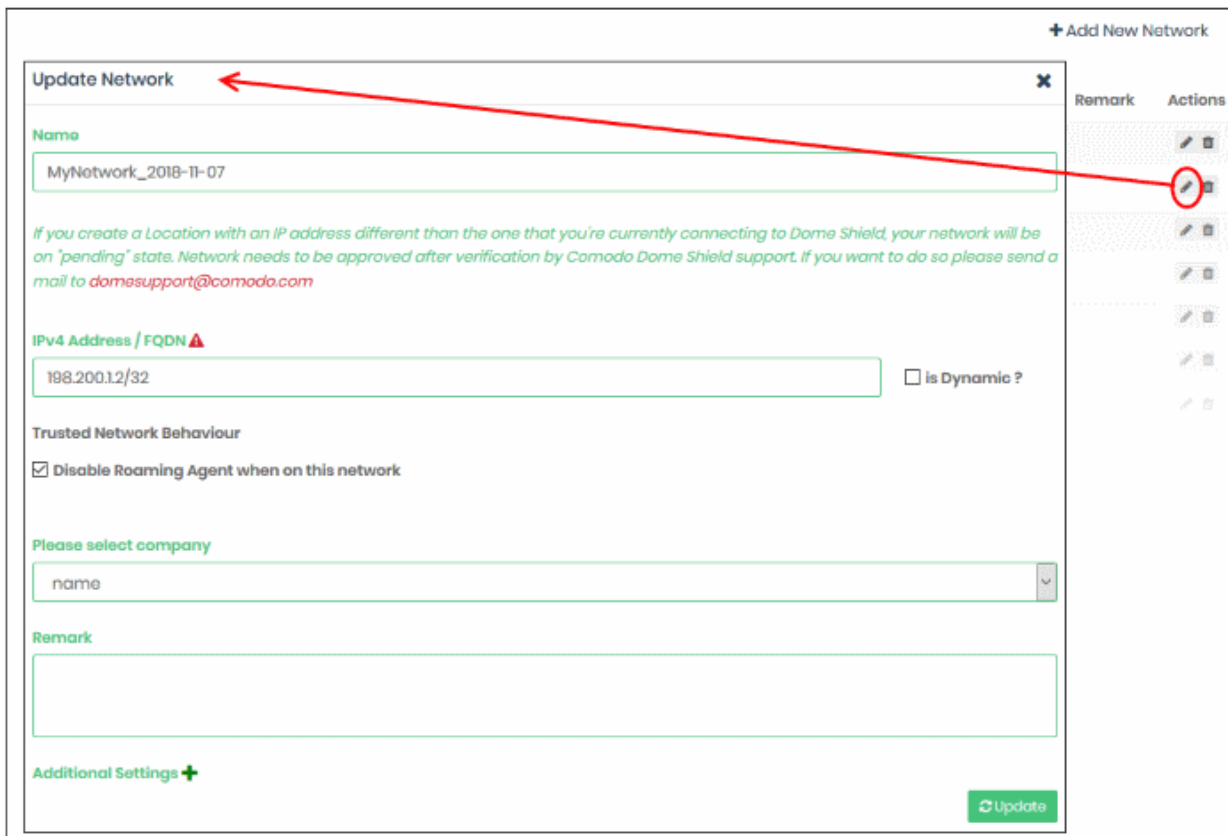 Add New Network
Update Network
Remark Actions
Name
MyNetwork_2018-11-07
If you create a Location with an IP address different than the one that you're currently connecting to Dome Shield, your network will be
on "pending" state. Network needs to be approved after verification by Comodo Dome Shield support. If you want to do so please send a
mail to domesupport@comodo.com
IPv4 Address / FQDN
198.200.1.2/32
is Dynamic ?
Trusted Network Behaviour
Disable Roaming Agent when on this network
Please select company
name
Remark
Additional Settings
Update